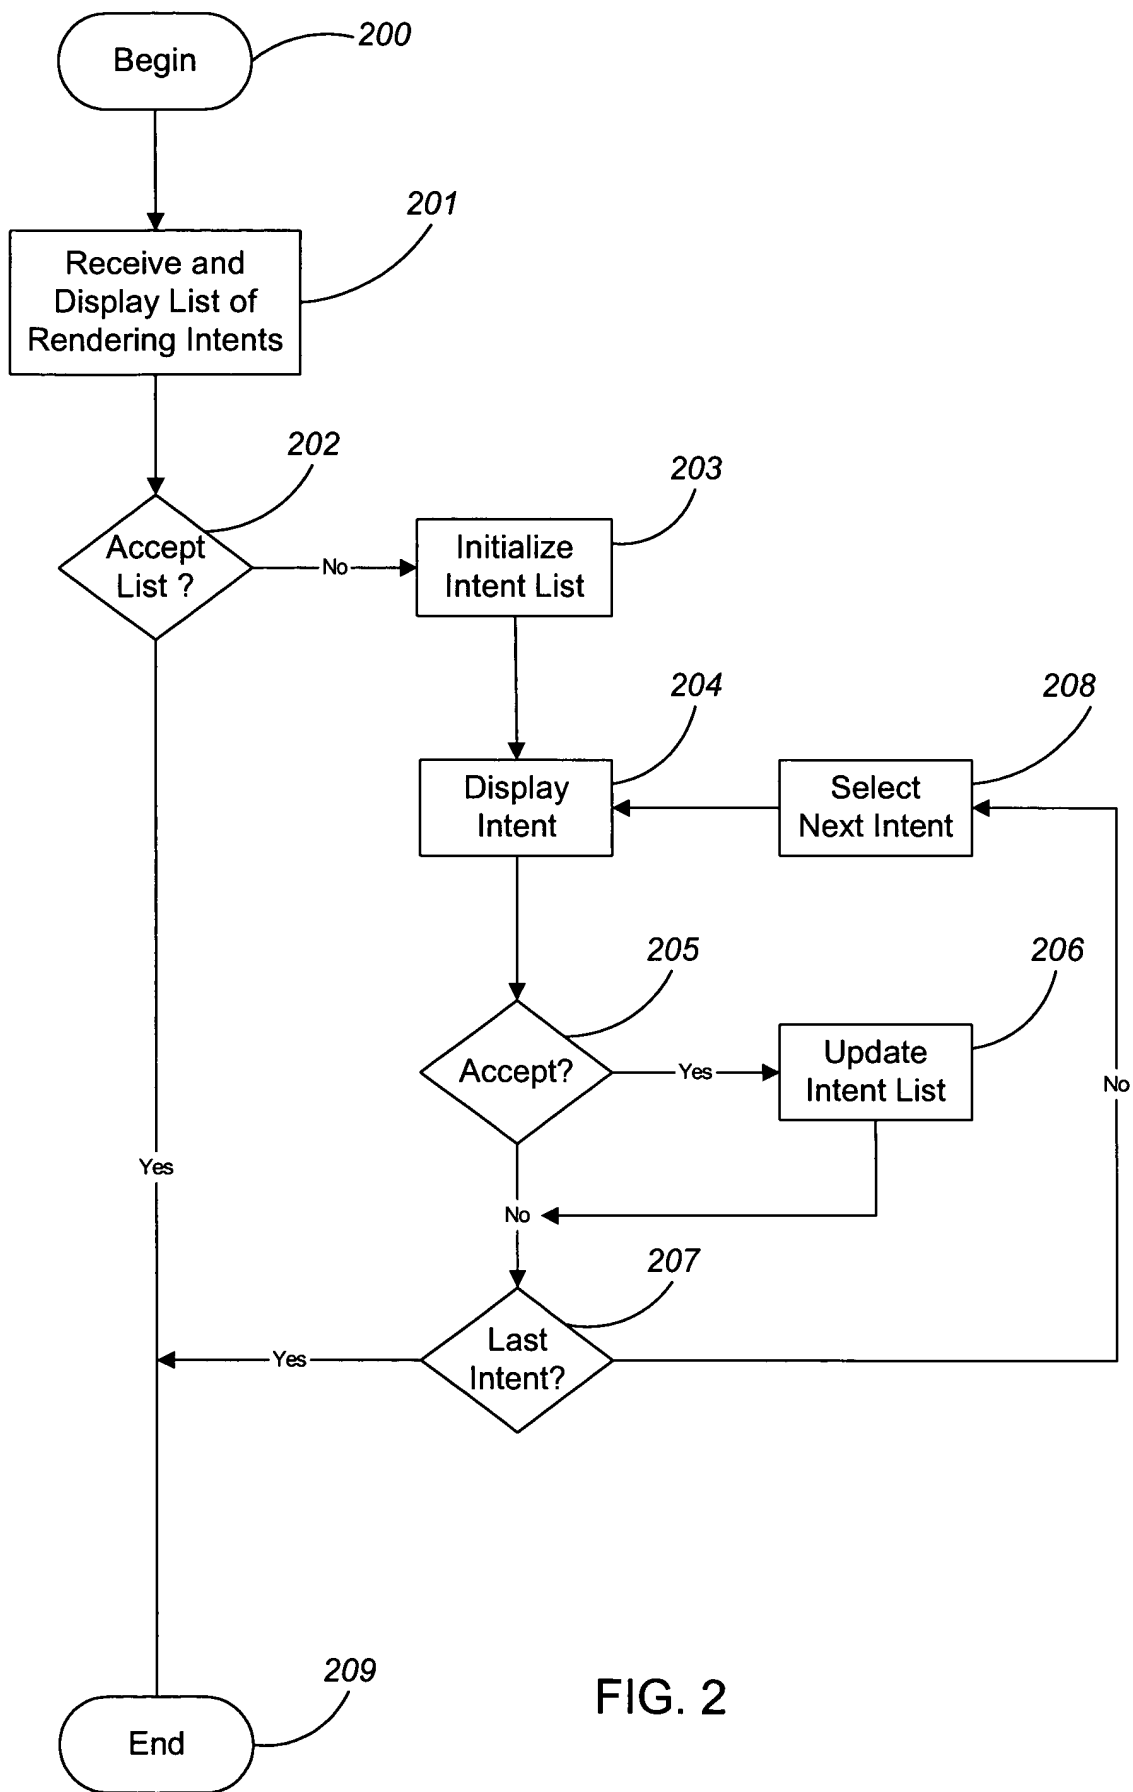 200
Begin
201
Receive and
Display List of
Rendering Intents
202
Accept
List ?
No
203
Initialize
Intent List
204
Display
Intent
208
Select
Next Intent
205
Accept?
Yes
206
Update
Intent List
No
Yes
No
207
Last
Intent?
Yes
209
End
FIG. 2